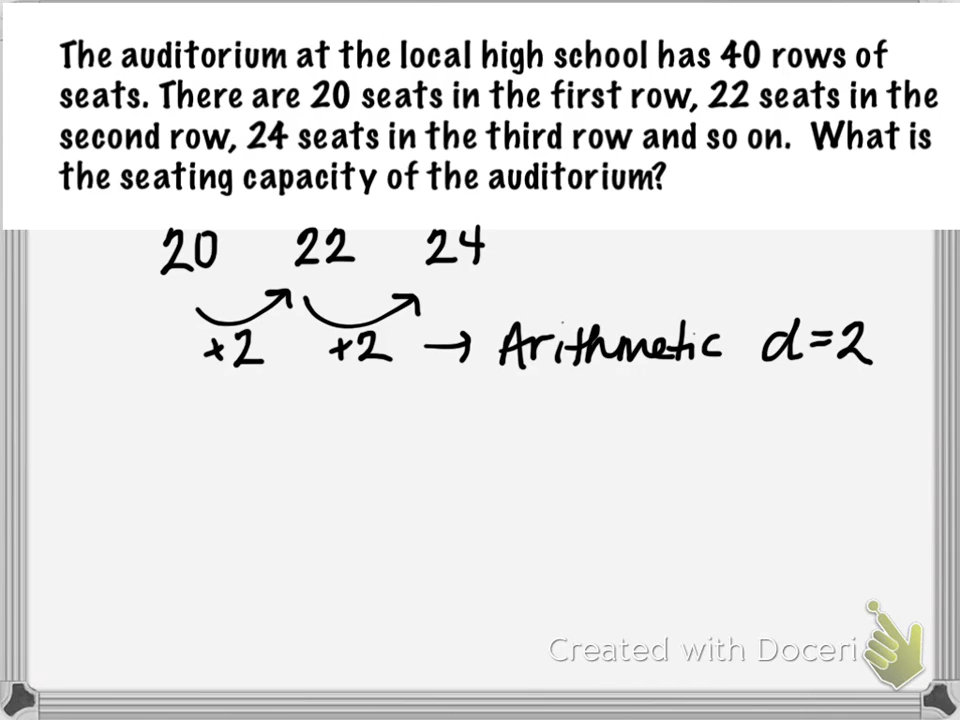 The auditorium at the local high school has 40 rows of
seats. There are 20 seats in the first row, 22 seats in the
second row, 24 seats in the third row and so on. What is
the seating capacity of the auditorium?
20 22 24
+2 +2 → Arithmetic d=2
Created with Doceri